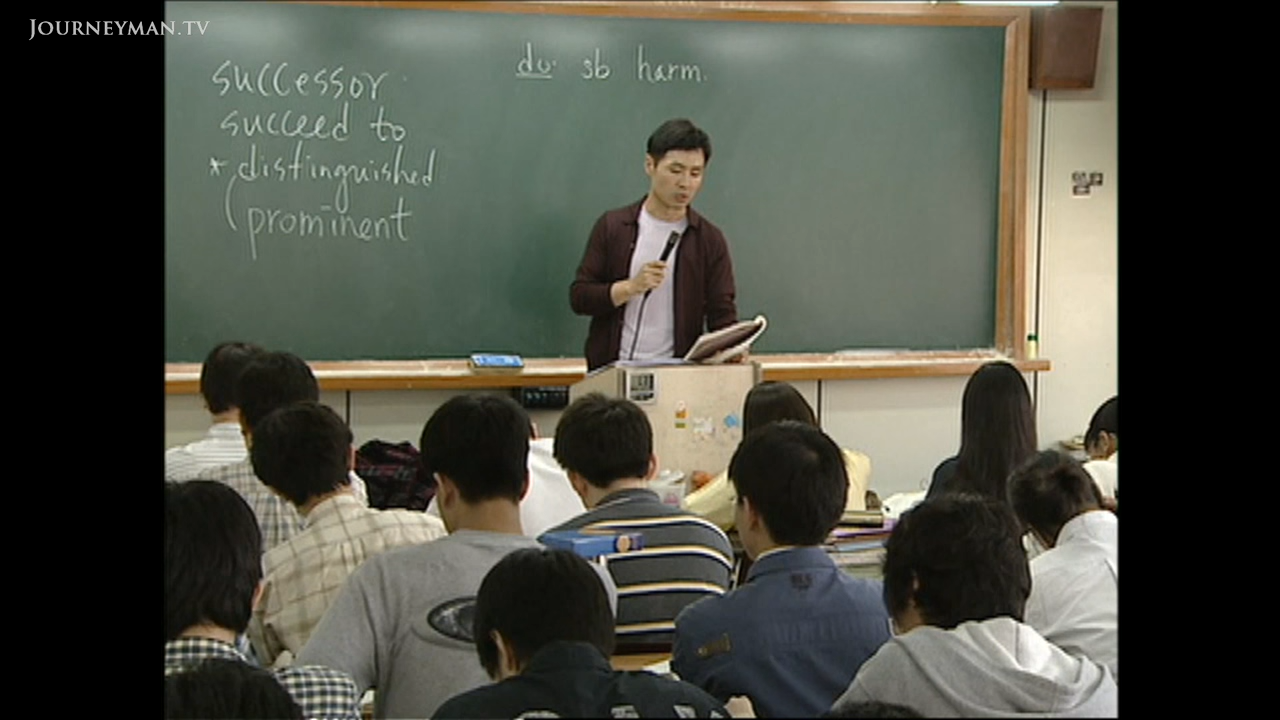 JOURNEYMAN.TV
successor
succeed to
* distinguished
prominent
do sb harm.